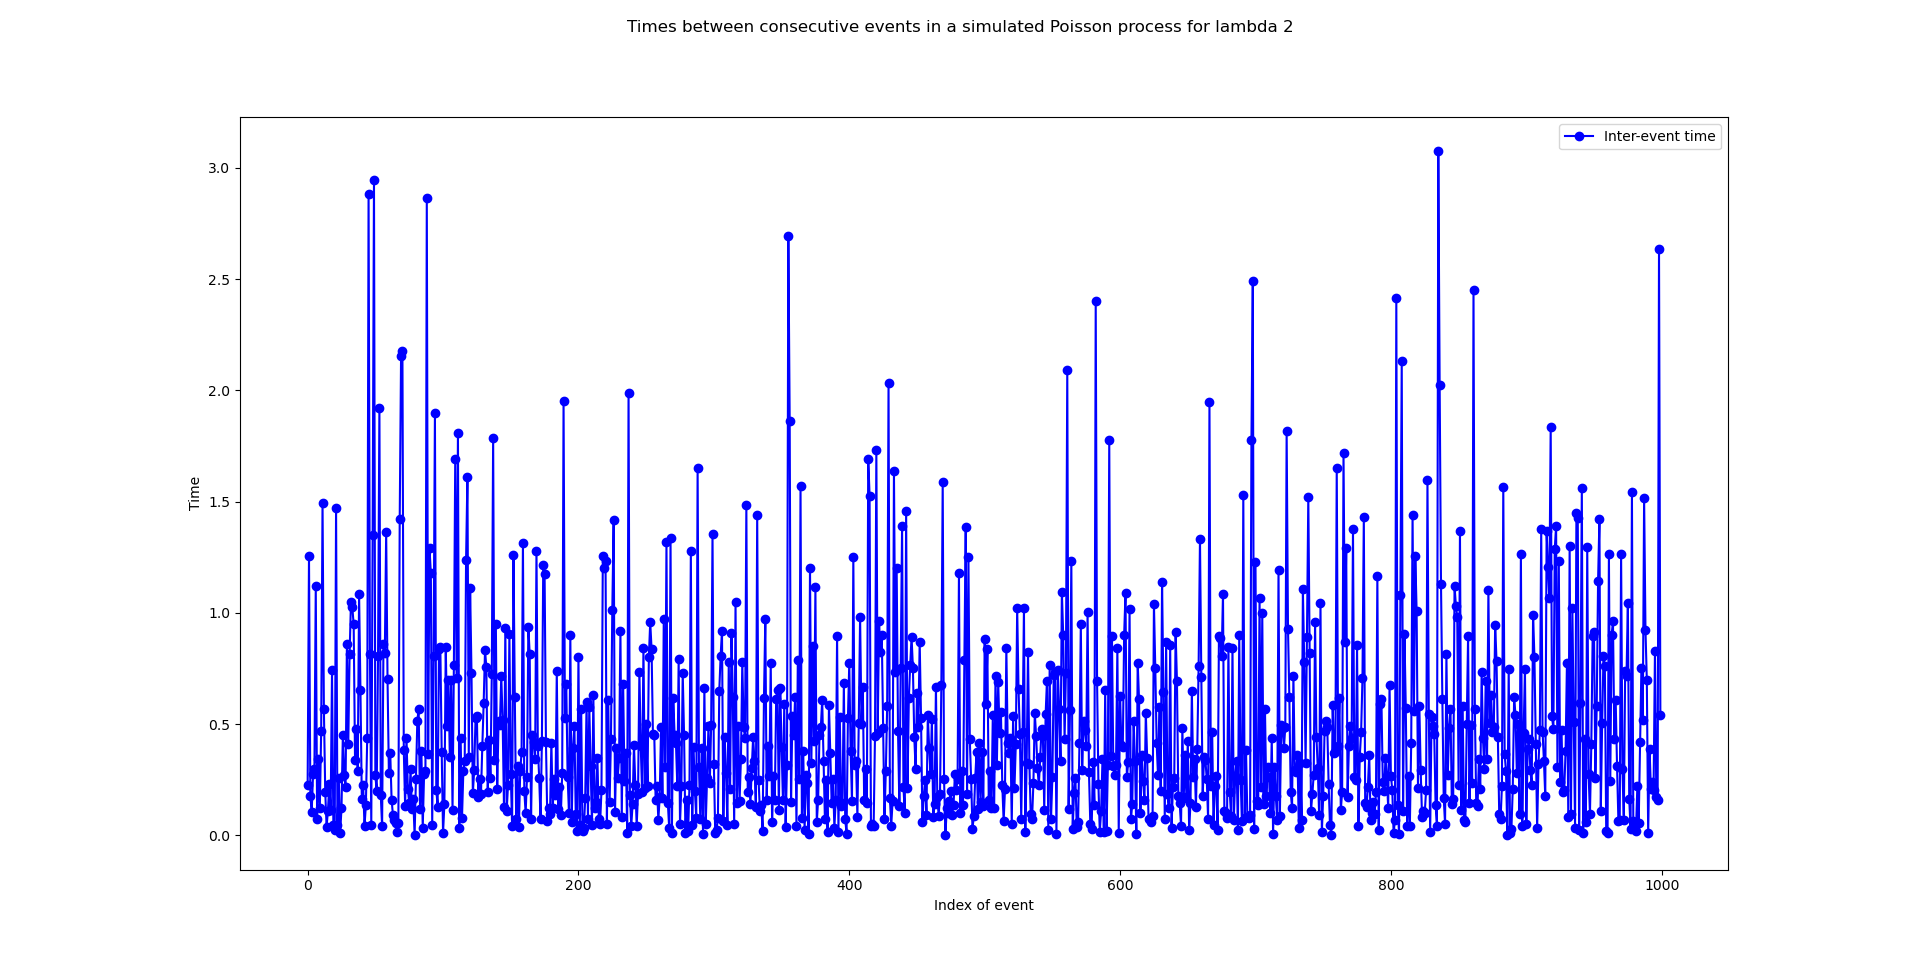 Times between consecutive events in a simulated Poisson process for lambda 2
Inter-event time
3.0
2.5
2.0
1.5
1.0
0.5
0.0
Time
0 200 400 600 800 1000
Index of event